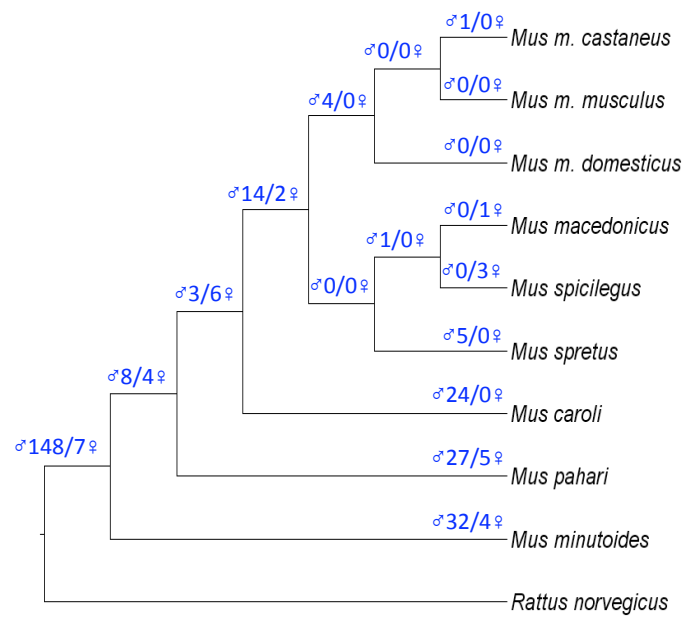 ♂1/0♀
Mus m. castaneus
♂0/0♀
♂0/0♀
Mus m. musculus
♂4/0♀
♂0/0♀
Mus m. domesticus
♂14/2♀
♂0/1♀
Mus macedonicus
♂1/0♀
♂0/3♀
Mus spicilegus
♂0/0♀
♂3/6♀
♂5/0♀
Mus spretus
♂8/4♀
♂24/0♀
Mus caroli
♂148/7♀
♂27/5♀
Mus pahari
♂32/4♀
Mus minutoides
Rattus norvegicus